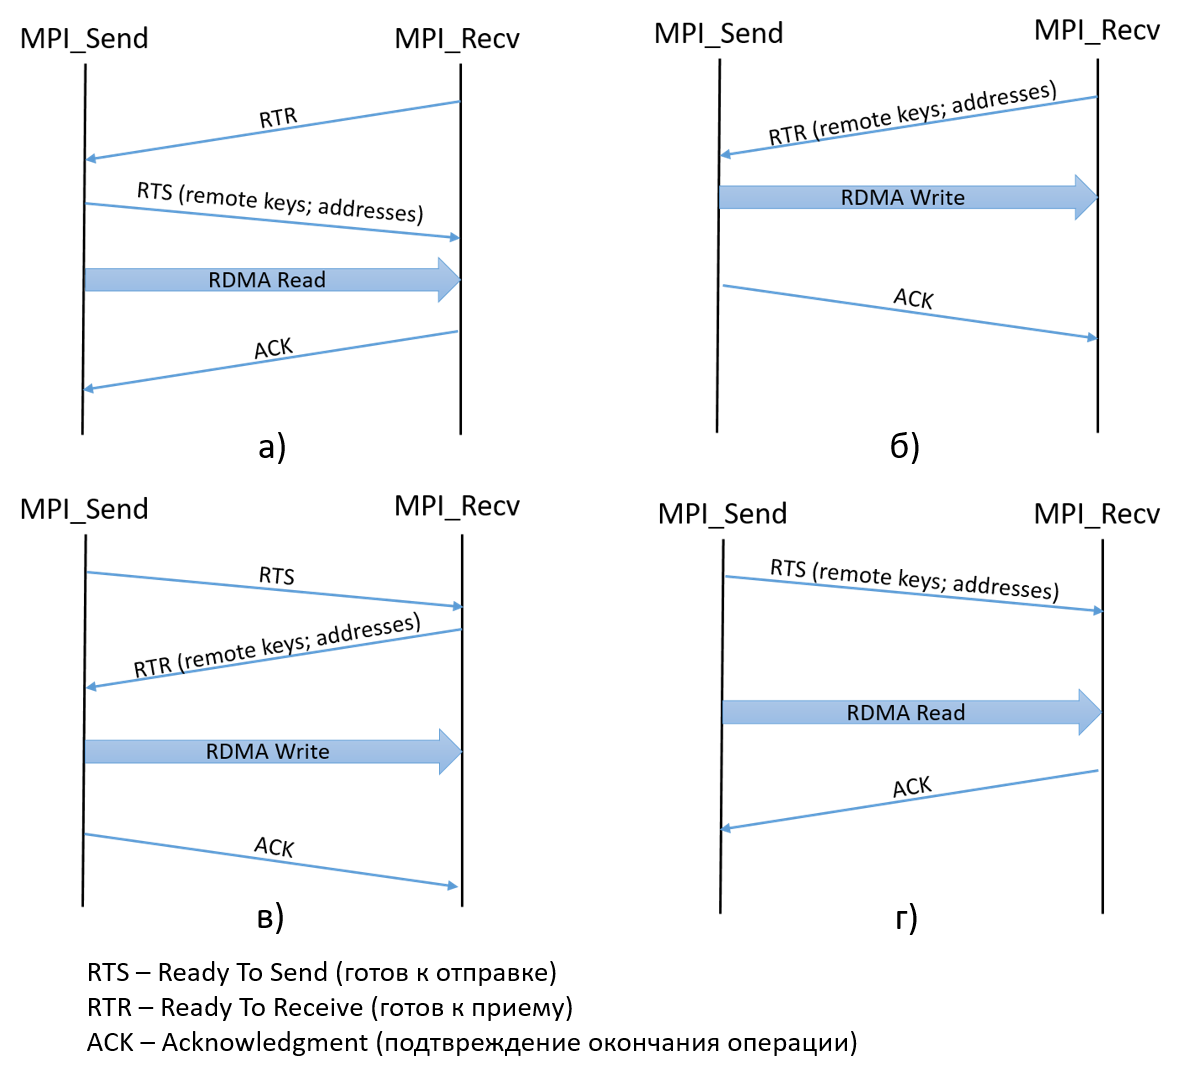 MPI_Send
MPI_Recv
RTR
RTS (remote keys; addresses)
RDMA Read
ACK
а)
MPI_Send
MPI_Recv
RTR (remote keys; addresses)
RDMA Write
ACK
б)
MPI_Send
MPI_Recv
RTS
RTR (remote keys; addresses)
RDMA Write
ACK
в)
MPI_Send
MPI_Recv
RTS (remote keys; addresses)
RDMA Read
ACK
г)
RTS – Ready To Send (готов к отправке)
RTR – Ready To Receive (готов к приему)
ACK – Acknowledgment (подтвреждение окончания операции)